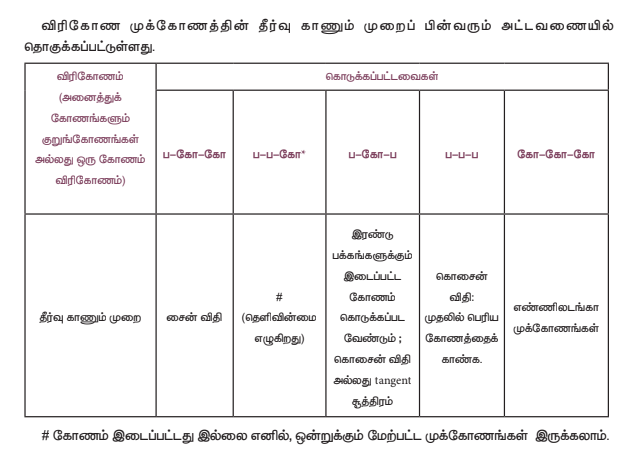 விரிகோண முக்கோணத்தின் தீர்வு காணும் முறைப் பின்வரும் அட்டவணையில்
தொகுக்கப்பட்டுள்ளது.
விரிகோணம்
(அனைத்துக்
கோணங்களும்
குறுங்கோணங்கள்
அல்லது ஒரு கோணம்
விரிகோணம்)
கொடுக்கப்பட்டவைகள்
ப–கோ–கோ
ப–ப–கோ*
ப–கோ–ப
ப–ப–ப
கோ–கோ–கோ
தீர்வு காணும் முறை
சைன் விதி
#
(தெளிவின்மை
எழுகிறது)
இரண்டு
பக்கங்களுக்கும்
இடைப்பட்ட
கோணம்
கொடுக்கப்பட
வேண்டும் ;
கொசைன் விதி
அல்லது tangent
சூத்திரம்
கொசைன்
விதி:
முதலில் பெரிய
கோணத்தைக்
காண்க.
எண்ணிலடங்கா
முக்கோணங்கள்
# கோணம் இடைப்பட்டது இல்லை எனில், ஒன்றுக்கும் மேற்பட்ட முக்கோணங்கள் இருக்கலாம்.